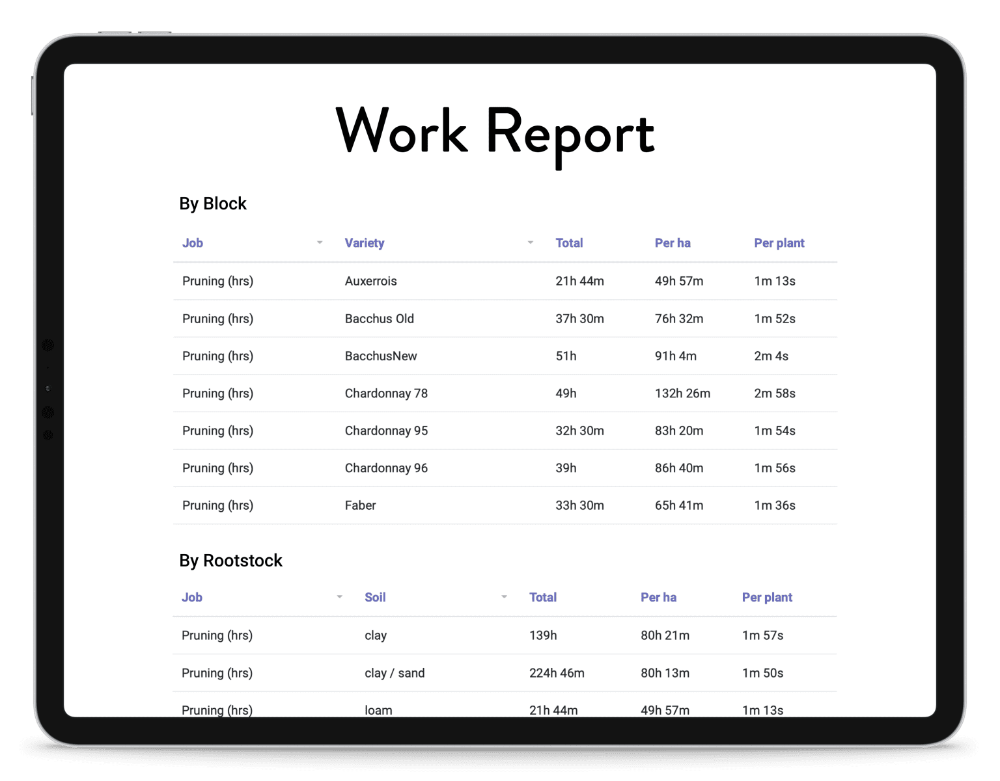 Work Report
By Block
Job Variety Total Per ha Per plant
Pruning (hrs) Auxerrois 21h 44m 49h 57m 1m 13s
Pruning (hrs) Bacchus Old 37h 30m 76h 32m 1m 52s
Pruning (hrs) BacchusNew 51h 91h 4m 2m 4s
Pruning (hrs) Chardonnay 78 49h 132h 26m 2m 58s
Pruning (hrs) Chardonnay 95 32h 30m 83h 20m 1m 54s
Pruning (hrs) Chardonnay 96 39h 86h 40m 1m 56s
Pruning (hrs) Faber 33h 30m 65h 41m 1m 36s
By Rootstock
Job Soil Total Per ha Per plant
Pruning (hrs) clay 139h 80h 21m 1m 57s
Pruning (hrs) clay / sand 224h 46m 80h 13m 1m 50s
Pruning (hrs) loam 21h 44m 49h 57m 1m 13s